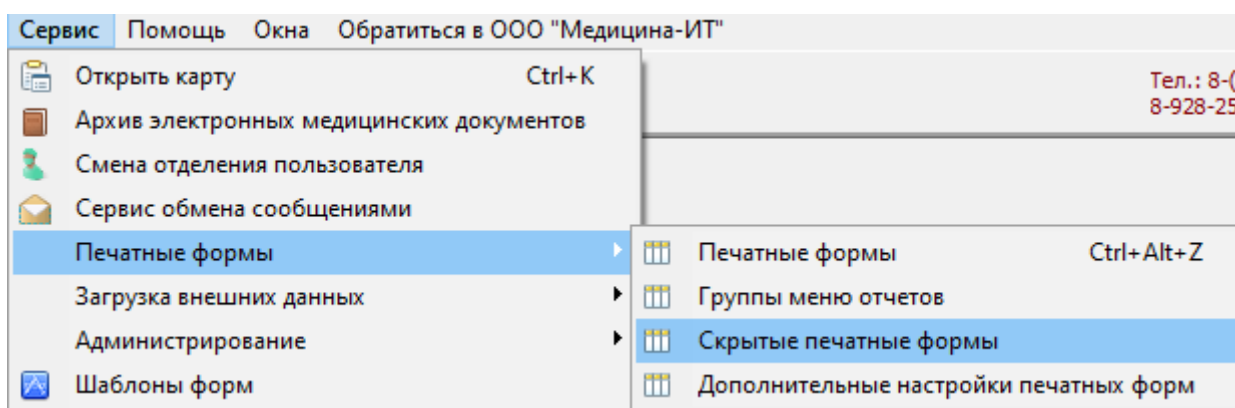 Сервис Помощь Окна Обратиться в ООО "Медицина-ИТ"
Открыть карту Ctrl+K
Тел.: 8-(
8-928-25
Архив электронных медицинских документов
Смена отделения пользователя
Сервис обмена сообщениями
Печатные формы
Загрузка внешних данных
Администрирование
Шаблоны форм
Печатные формы Ctrl+Alt+Z
Группы меню отчетов
Скрытые печатные формы
Дополнительные настройки печатных форм